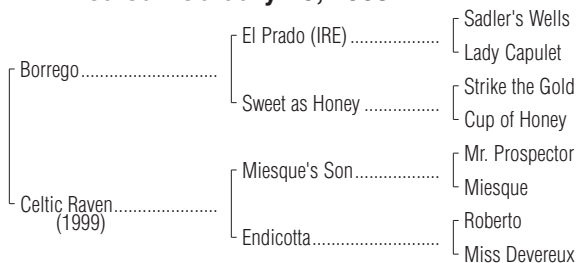 Sadler's Wells
El Prado (IRE)
Lady Capulet
Borrego
Strike the Gold
Sweet as Honey
Cup of Honey
Mr. Prospector
Miesque's Son
Miesque
Celtic Raven
(1999)
Roberto
Endicotta
Miss Devereux